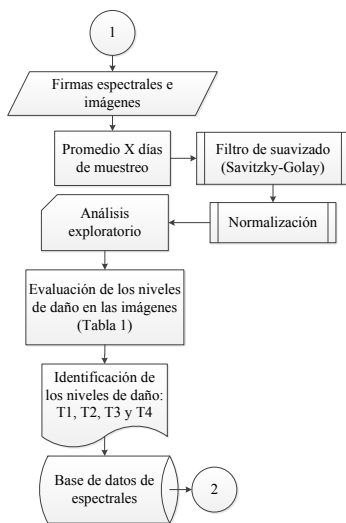 1
Firmas espectrales e
imágenes
Promedio X días
de muestreo
Filtro de suavizado
(Savitzky-Golay)
Normalización
Análisis
exploratorio
Evaluación de los niveles
de daño en las imágenes
(Tabla 1)
Identificación de
los niveles de daño:
T1, T2, T3 y T4
Base de datos de
espectrales
2